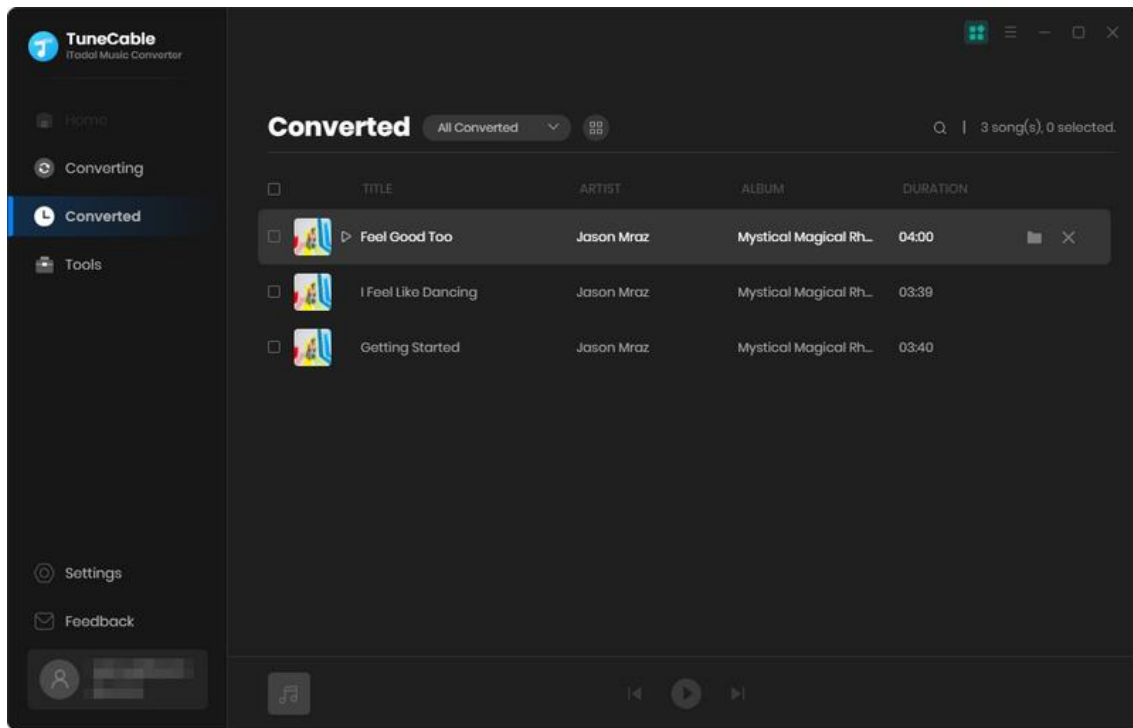 TuneCable
iTodal Music Converter
Home
Converting
Converted
Tools
Settings
Feedback
Converted
All Converted
3 song(s), 0 selected.
TITLE ARTIST ALBUM DURATION
Feel Good Too Jason Mraz Mystical Magical Rh... 04:00
I Feel Like Dancing Jason Mraz Mystical Magical Rh... 03:39
Getting Started Jason Mraz Mystical Magical Rh... 03:40